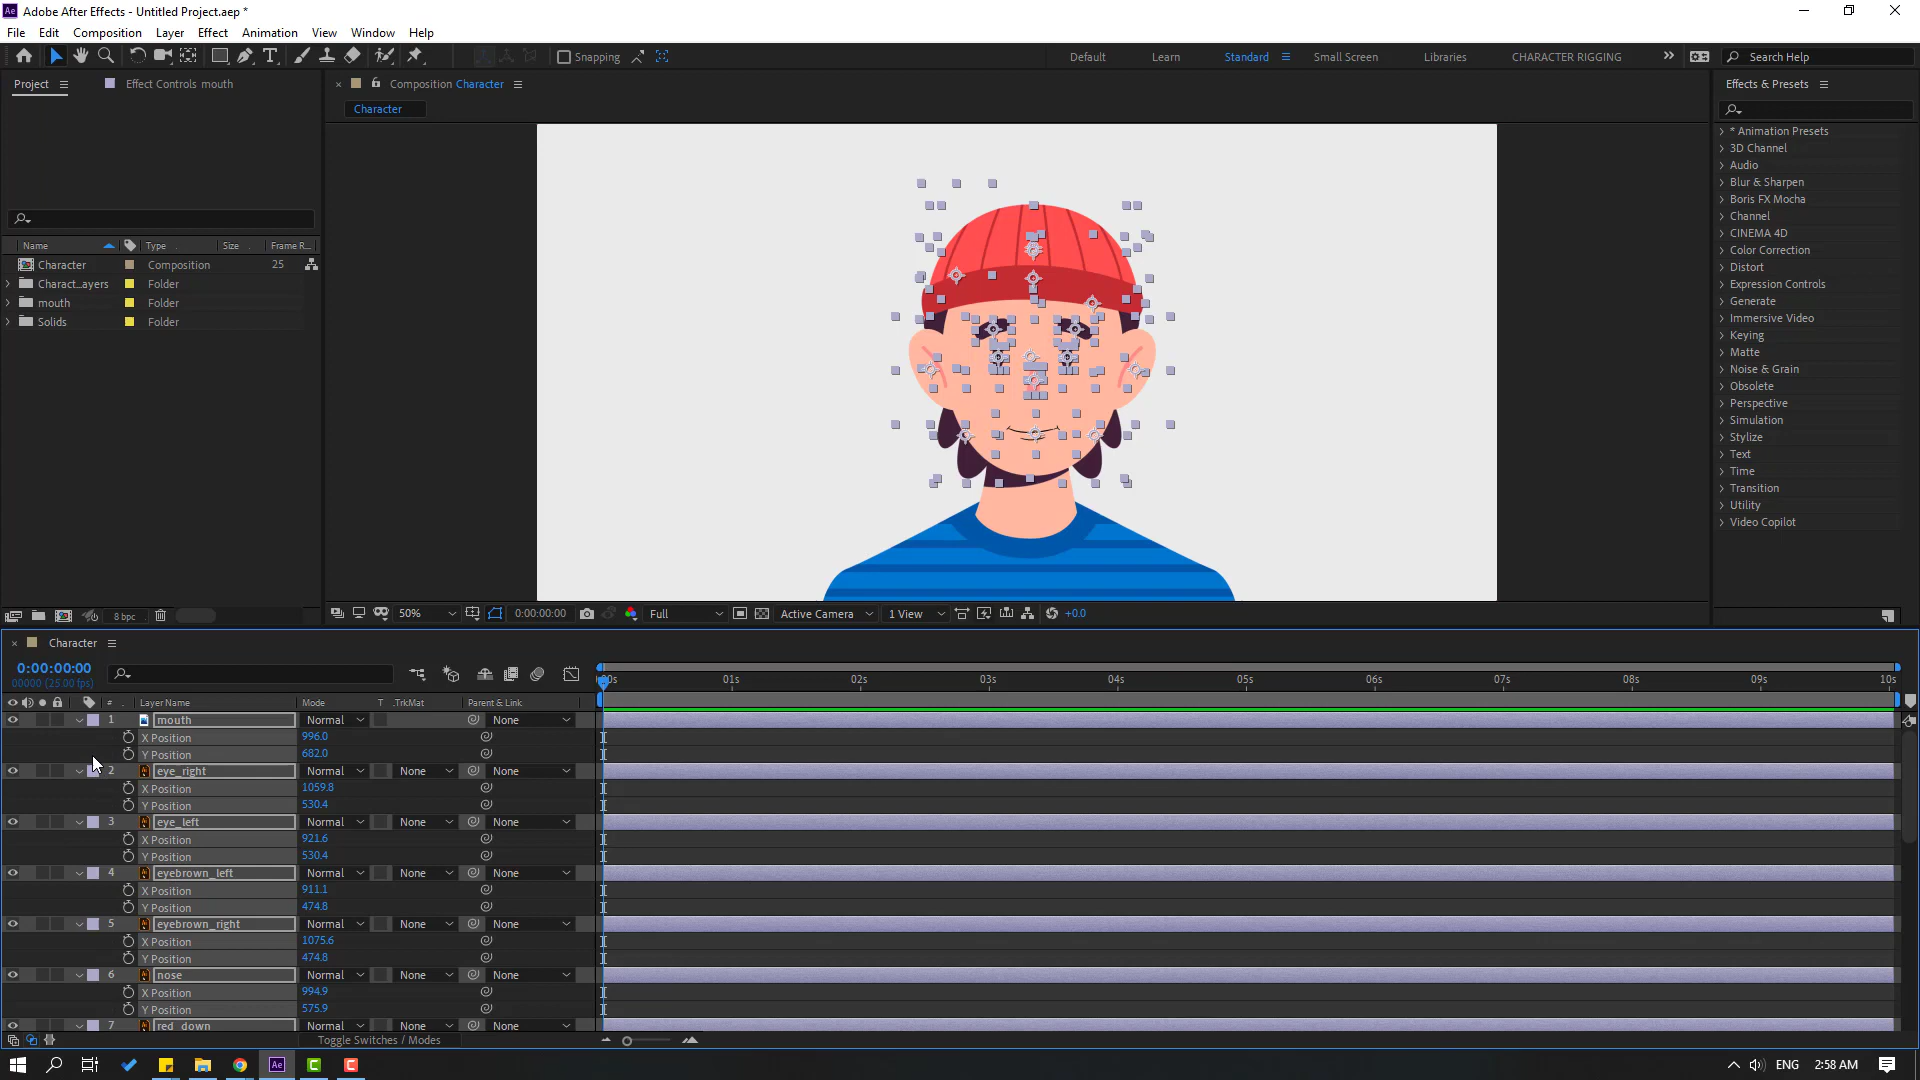 Ae Adobe After Effects - Untitled Project.aep *
File Edit Composition Layer Effect Animation View Window Help
Snapping Default Learn Standard Small Screen Libraries CHARACTER RIGGING Search Help
Project Effect Controls mouth
Composition Character
Character
Name Type Size Frame R...
Character Composition 25
Charact_ayers Folder
mouth Folder
Solids Folder
8 bpc
50% 0:00:00:00 Full Active Camera 1 View +0.0
Effects & Presets
* Animation Presets
3D Channel
Audio
Blur & Sharpen
Boris FX Mocha
Channel
CINEMA 4D
Color Correction
Distort
Expression Controls
Generate
Immersive Video
Keying
Matte
Noise & Grain
Obsolete
Perspective
Simulation
Stylize
Text
Time
Transition
Utility
Video Copilot
Character
0:00:00:00
00000 (25.00 fps)
00s 01s 02s 03s 04s 05s 06s 07s 08s 09s 10s
# Layer Name Mode T .TrkMat Parent & Link
1 mouth Normal None
X Position 996.0
Y Position 682.0
2 eye_right Normal None None
X Position 1059.8
Y Position 530.4
3 eye_left Normal None None
X Position 921.6
Y Position 530.4
4 eyebrown_left Normal None None
X Position 911.1
Y Position 474.8
5 eyebrown_right Normal None None
X Position 1075.6
Y Position 474.8
6 nose Normal None None
X Position 994.9
Y Position 575.9
7 red_down Normal None None
Toggle Switches / Modes
Ae C C ENG 2:58 AM